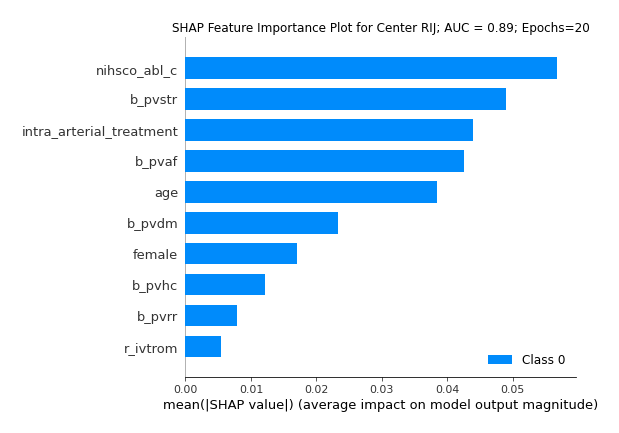 SHAP Feature Importance Plot for Center RIJ; AUC = 0.89; Epochs=20
nihsco_abl_c
b_pvstr
intra_arterial_treatment
b_pvaf
age
b_pvdm
female
b_pvhc
b_pvrr
r_ivtrom
Class 0
0.00 0.01 0.02 0.03 0.04 0.05
mean(|SHAP value|) (average impact on model output magnitude)